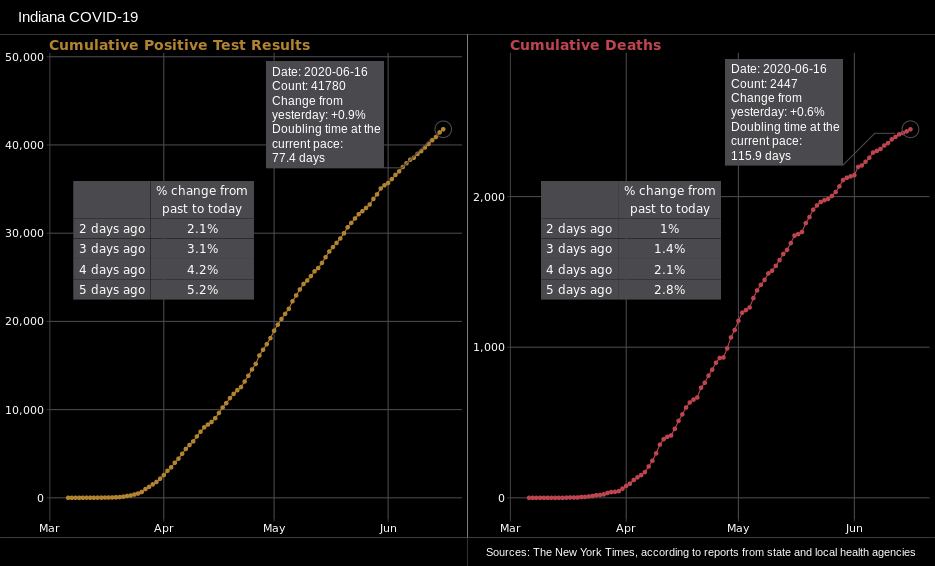 Indiana COVID-19
Cumulative Positive Test Results
50,000
40,000
30,000
20,000
10,000
0
Mar
Apr
May
Jun
Date: 2020-06-16
Count: 41780
Change from
yesterday: +0.9%
Doubling time at the
current pace:
77.4 days
% change from
past to today
2 days ago 2.1%
3 days ago 3.1%
4 days ago 4.2%
5 days ago 5.2%
Cumulative Deaths
2,000
1,000
0
Mar
Apr
May
Jun
Date: 2020-06-16
Count: 2447
Change from
yesterday: +0.6%
Doubling time at the
current pace:
115.9 days
% change from
past to today
2 days ago 1%
3 days ago 1.4%
4 days ago 2.1%
5 days ago 2.8%
Sources: The New York Times, according to reports from state and local health agencies